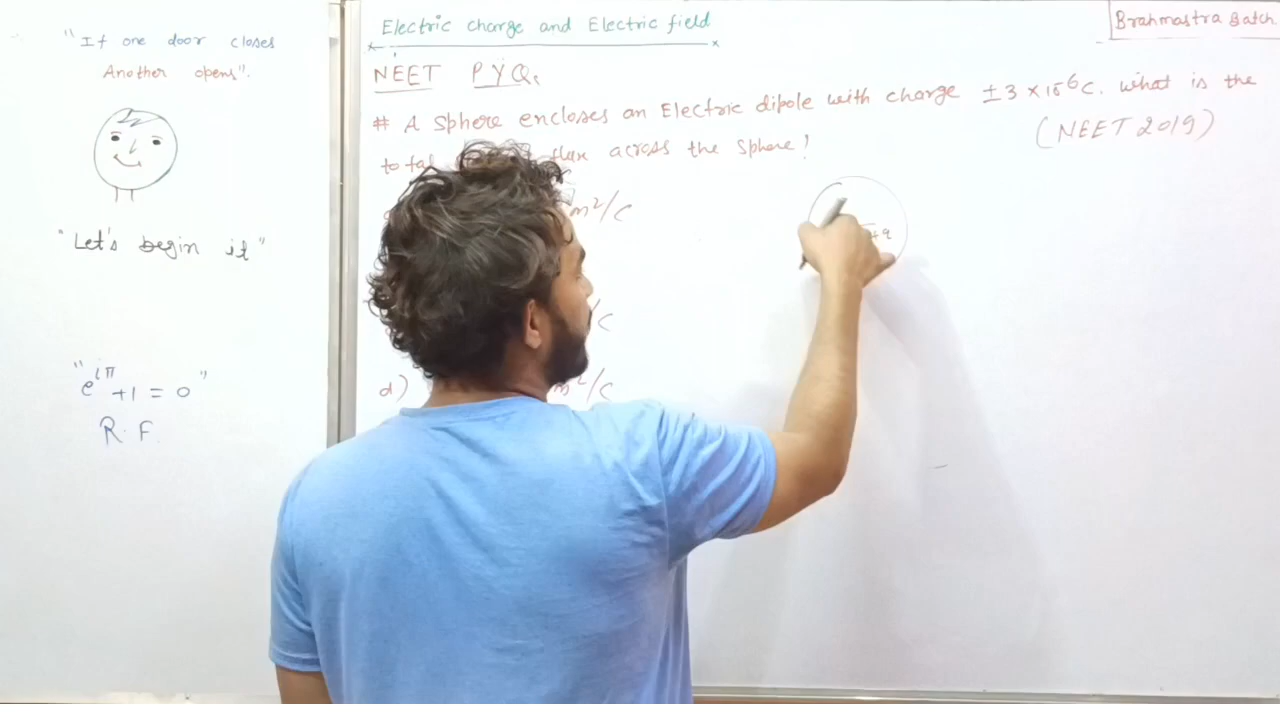 "If one door closes
Another opens".
"Let's begin it"
"e^iπ +1 = 0"
R. F.
Electric charge and Electric field
Brahmastra Batch
NEET PYQs
# A sphere encloses an Electric dipole with charge ±3 × 10^-6 C. what is the
flux across the sphere?
(NEET 2019)
m²/C
+q
/C
d) m²/C